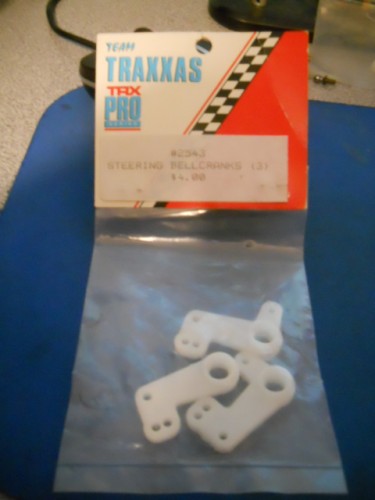 TEAM
TRAXXAS
TRX
PRO
#2543
STEERING BELLCRANKS (3)
$4.00